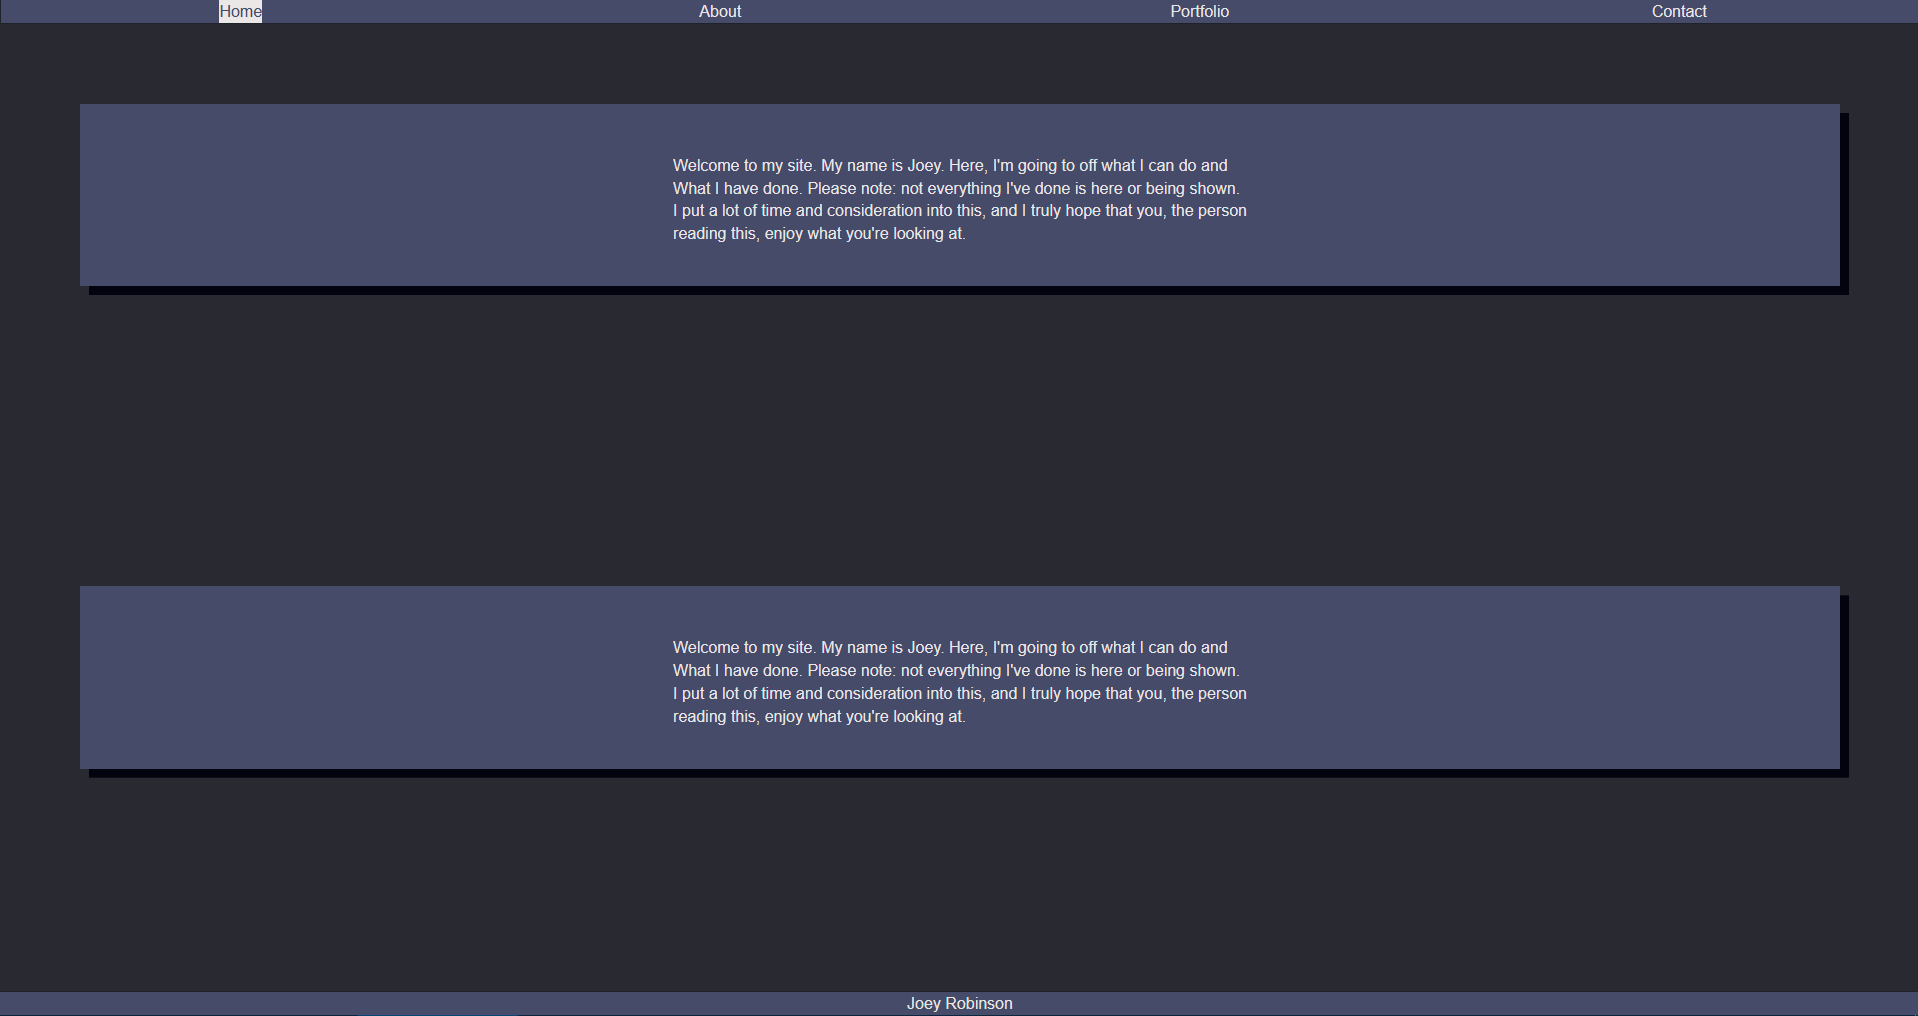 Home About Portfolio Contact
Welcome to my site. My name is Joey. Here, I'm going to off what I can do and
What I have done. Please note: not everything I've done is here or being shown.
I put a lot of time and consideration into this, and I truly hope that you, the person
reading this, enjoy what you're looking at.
Welcome to my site. My name is Joey. Here, I'm going to off what I can do and
What I have done. Please note: not everything I've done is here or being shown.
I put a lot of time and consideration into this, and I truly hope that you, the person
reading this, enjoy what you're looking at.
Joey Robinson